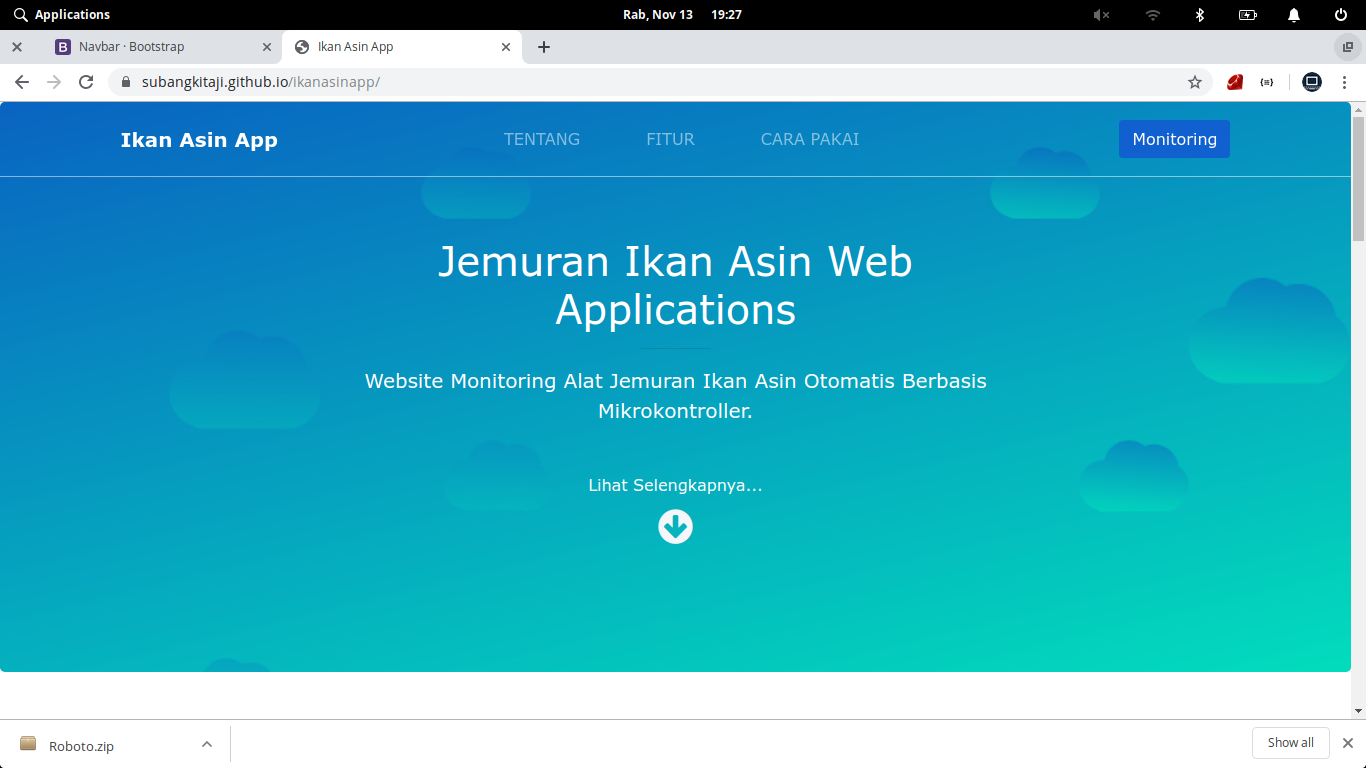 Applications
Rab, Nov 13 19:27
Navbar · Bootstrap
Ikan Asin App
subangkitaji.github.io/ikanasinapp/
Ikan Asin App
TENTANG
FITUR
CARA PAKAI
Monitoring
Jemuran Ikan Asin Web
Applications
Website Monitoring Alat Jemuran Ikan Asin Otomatis Berbasis
Mikrokontroller.
Lihat Selengkapnya...
Roboto.zip
Show all